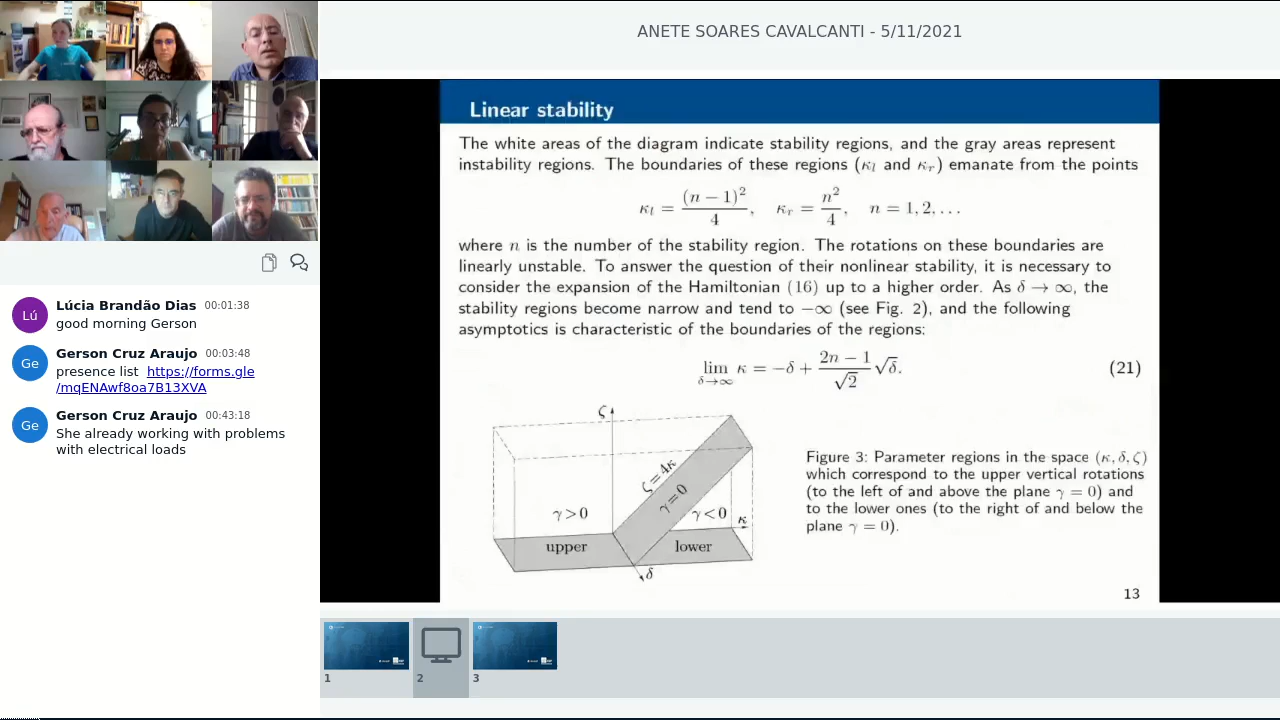 ANETE SOARES CAVALCANTI - 5/11/2021
Linear stability
The white areas of the diagram indicate stability regions, and the gray areas represent
instability regions. The boundaries of these regions (κl and κr) emanate from the points
κl = (n − 1)²/4, κr = n²/4, n = 1, 2, . . .
where n is the number of the stability region. The rotations on these boundaries are
linearly unstable. To answer the question of their nonlinear stability, it is necessary to
consider the expansion of the Hamiltonian (16) up to a higher order. As δ → ∞, the
stability regions become narrow and tend to −∞ (see Fig. 2), and the following
asymptotics is characteristic of the boundaries of the regions:
lim δ→∞ κ = −δ + (2n − 1)/√2 √δ. (21)
ζ
ζ = 4κ
γ = 0
γ > 0
γ < 0
κ
upper
lower
δ
Figure 3: Parameter regions in the space (κ, δ, ζ)
which correspond to the upper vertical rotations
(to the left of and above the plane γ = 0) and
to the lower ones (to the right of and below the
plane γ = 0).
13
Lú
Lúcia Brandão Dias 00:01:38
good morning Gerson
Ge
Gerson Cruz Araujo 00:03:48
presence list https://forms.gle
/mqENAwf8oa7B13XVA
Ge
Gerson Cruz Araujo 00:43:18
She already working with problems
with electrical loads
1
2
3